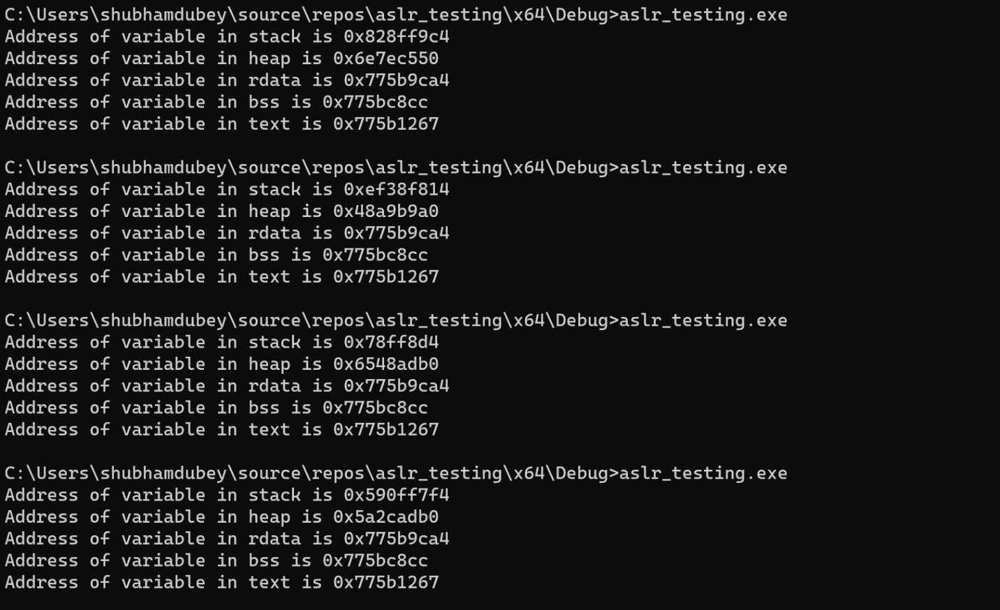 C:\Users\shubhamdubey\source\repos\aslr_testing\x64\Debug>aslr_testing.exe
Address of variable in stack is 0x828ff9c4
Address of variable in heap is 0x6e7ec550
Address of variable in rdata is 0x775b9ca4
Address of variable in bss is 0x775bc8cc
Address of variable in text is 0x775b1267
C:\Users\shubhamdubey\source\repos\aslr_testing\x64\Debug>aslr_testing.exe
Address of variable in stack is 0xef38f814
Address of variable in heap is 0x48a9b9a0
Address of variable in rdata is 0x775b9ca4
Address of variable in bss is 0x775bc8cc
Address of variable in text is 0x775b1267
C:\Users\shubhamdubey\source\repos\aslr_testing\x64\Debug>aslr_testing.exe
Address of variable in stack is 0x78ff8d4
Address of variable in heap is 0x6548adb0
Address of variable in rdata is 0x775b9ca4
Address of variable in bss is 0x775bc8cc
Address of variable in text is 0x775b1267
C:\Users\shubhamdubey\source\repos\aslr_testing\x64\Debug>aslr_testing.exe
Address of variable in stack is 0x590ff7f4
Address of variable in heap is 0x5a2cadb0
Address of variable in rdata is 0x775b9ca4
Address of variable in bss is 0x775bc8cc
Address of variable in text is 0x775b1267